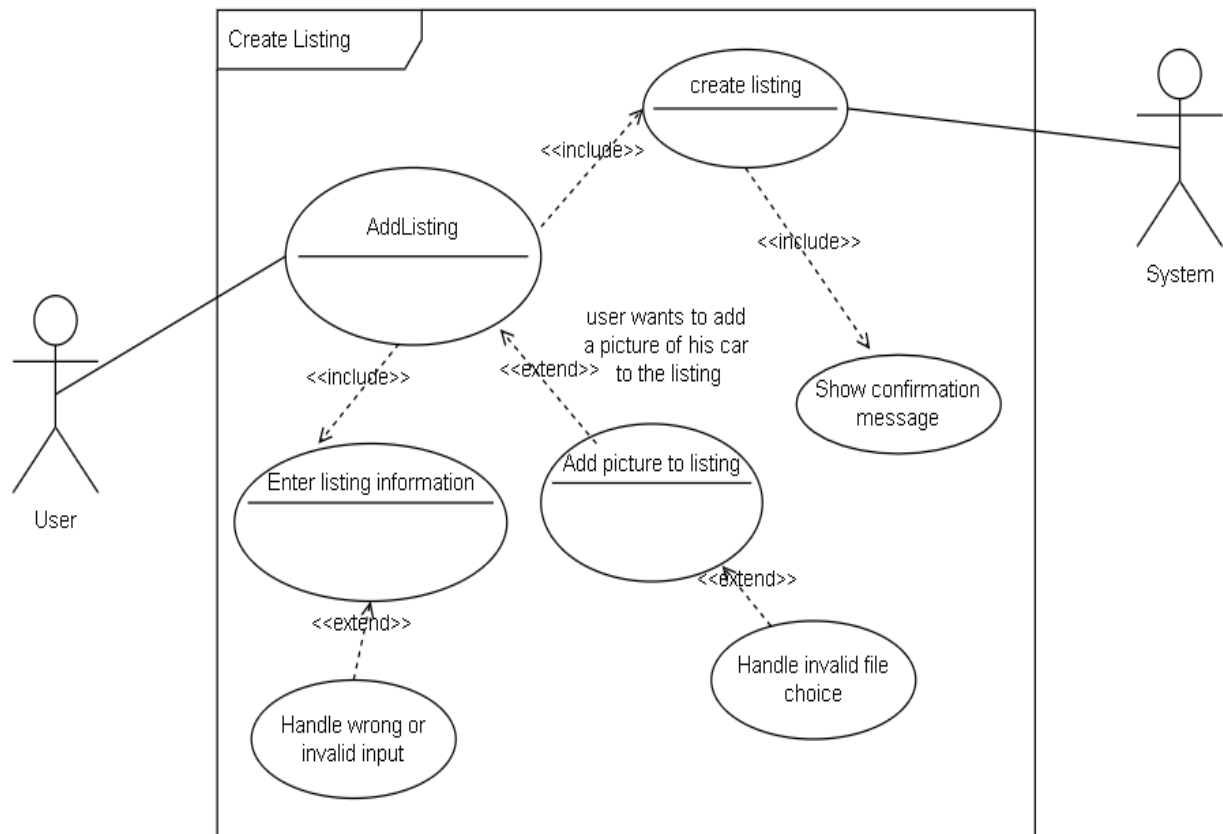 Create Listing
create listing
<<include>>
AddListing
<<include>>
System
user wants to add
a picture of his car
to the listing
<<include>>
<<extend>>
Show confirmation
message
Enter listing information
Add picture to listing
User
<<extend>>
<<extend>>
Handle invalid file
choice
Handle wrong or
invalid input